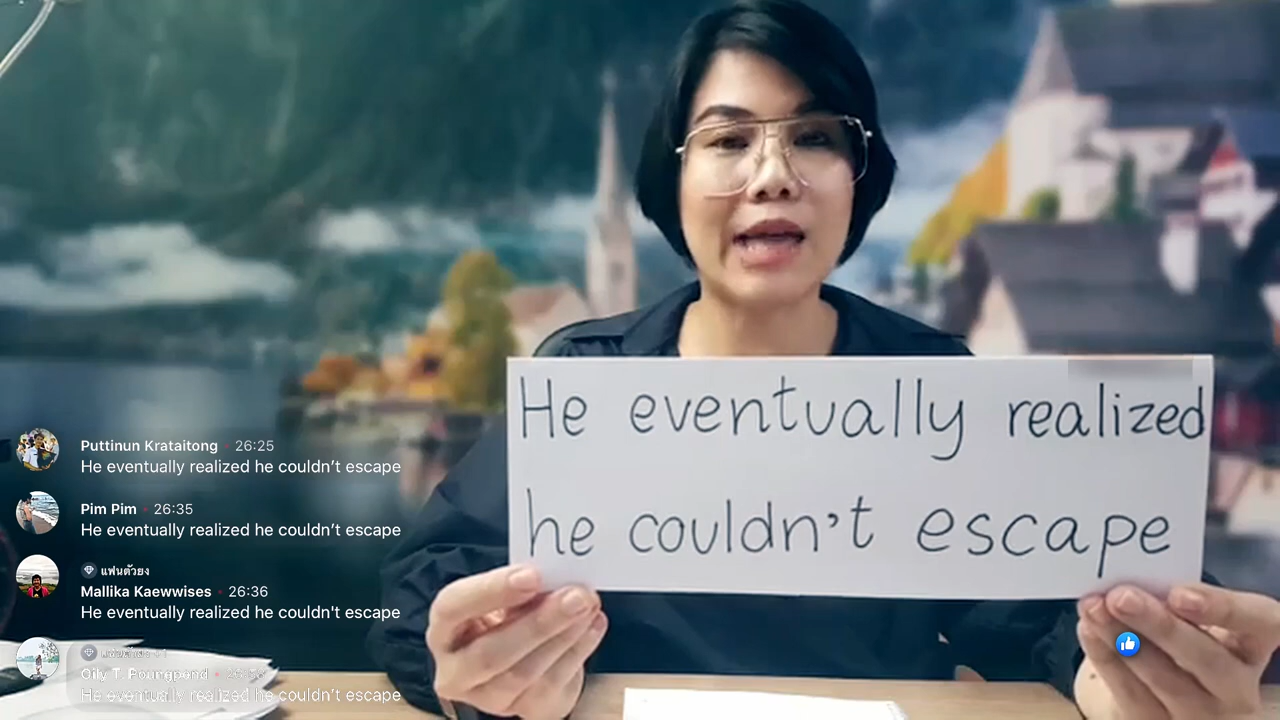 He eventually realized
he couldn't escape
Puttinun Krataitong • 26:25
He eventually realized he couldn’t escape
Pim Pim • 26:35
He eventually realized he couldn’t escape
แฟนตัวยง
Mallika Kaewwises • 26:36
He eventually realized he couldn't escape
Oily T. Poungpond
He eventually realized he couldn't escape